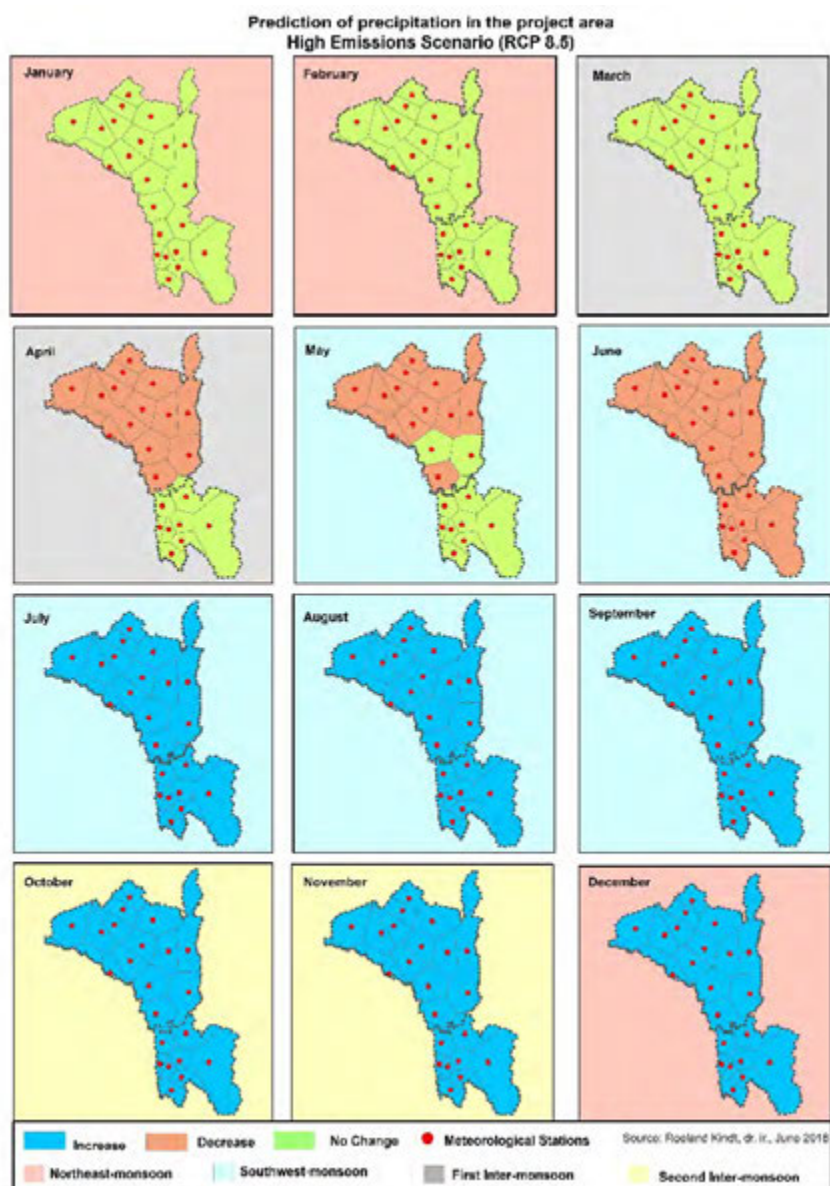 Prediction of precipitation in the project area
High Emissions Scenario (RCP 8.5)
January
February
March
April
May
June
July
August
September
October
November
December
Increase
Decrease
No Change
Meteorological Stations
Source: Roeland Kindt, dr. ir., June 2018
Northeast-monsoon
Southwest-monsoon
First Inter-monsoon
Second Inter-monsoon